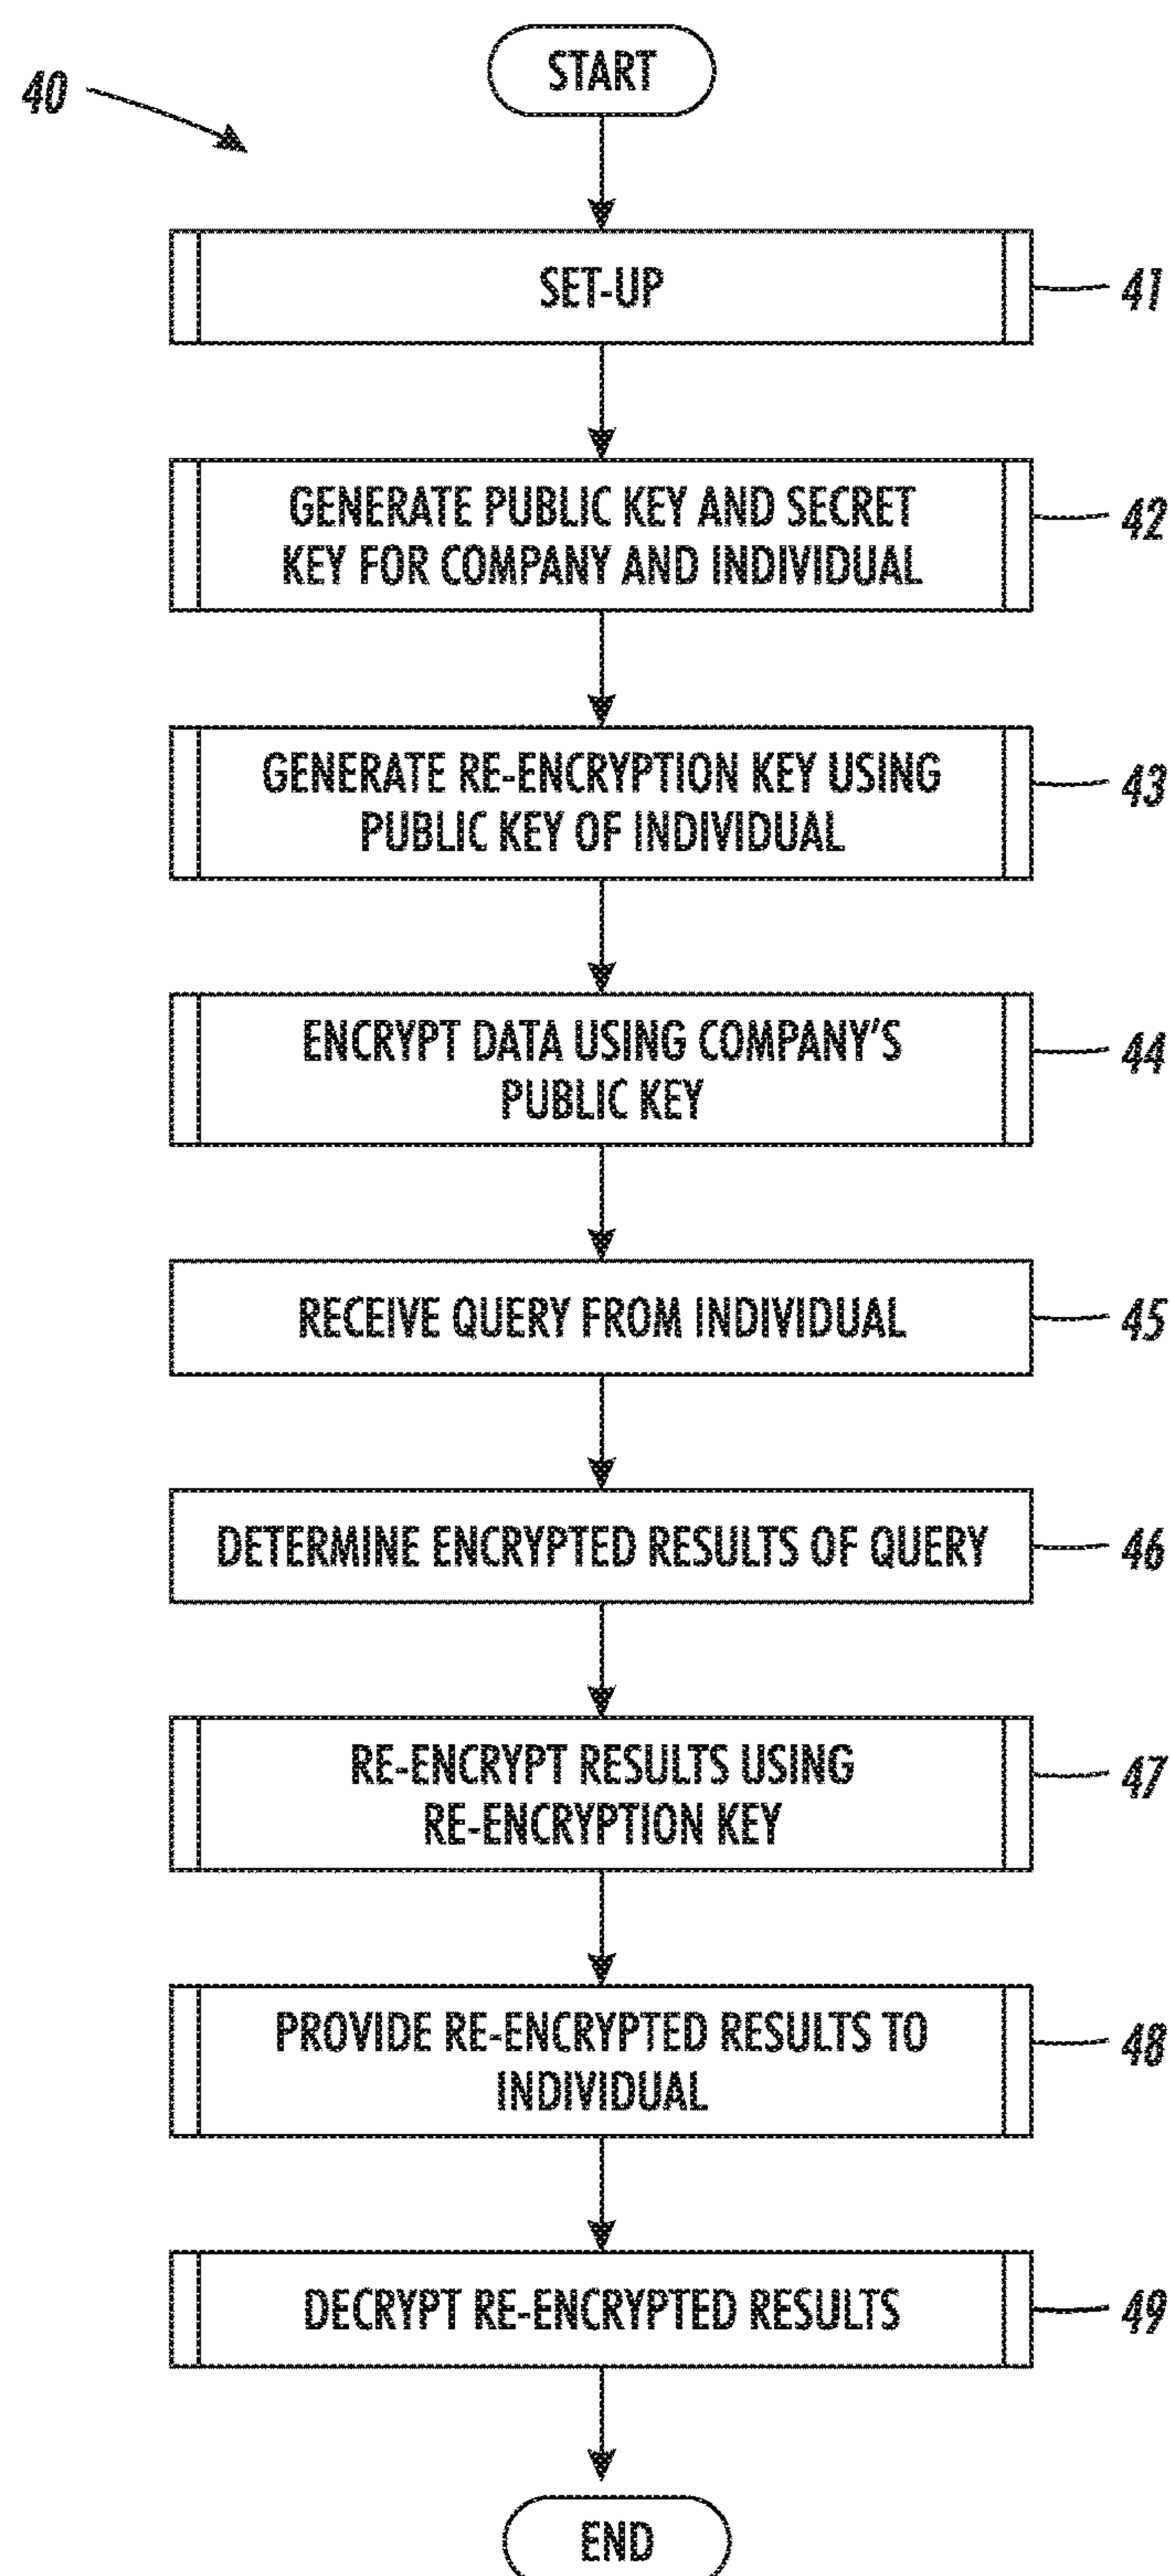 START
40
SET-UP
41
GENERATE PUBLIC KEY AND SECRET
KEY FOR COMPANY AND INDIVIDUAL
42
GENERATE RE-ENCRYPTION KEY USING
PUBLIC KEY OF INDIVIDUAL
43
ENCRYPT DATA USING COMPANY'S
PUBLIC KEY
44
RECEIVE QUERY FROM INDIVIDUAL
45
DETERMINE ENCRYPTED RESULTS OF QUERY
46
RE-ENCRYPT RESULTS USING
RE-ENCRYPTION KEY
47
PROVIDE RE-ENCRYPTED RESULTS TO
INDIVIDUAL
48
DECRYPT RE-ENCRYPTED RESULTS
49
END